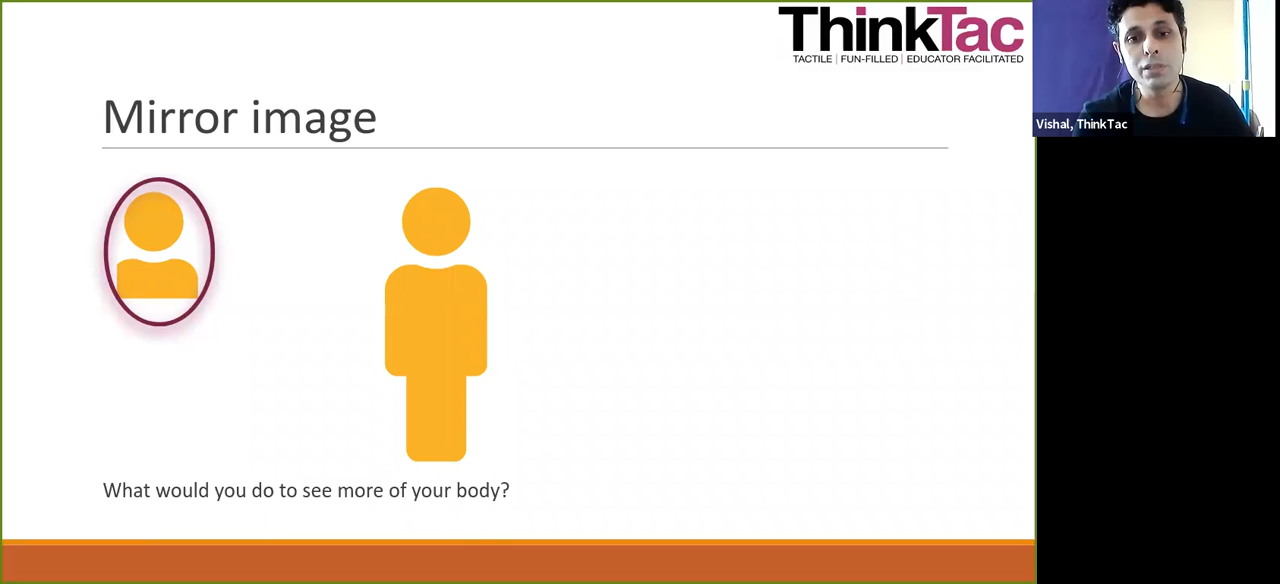 ThinkTac
TACTILE | FUN-FILLED | EDUCATOR FACILITATED
Vishal, ThinkTac
Mirror image
What would you do to see more of your body?